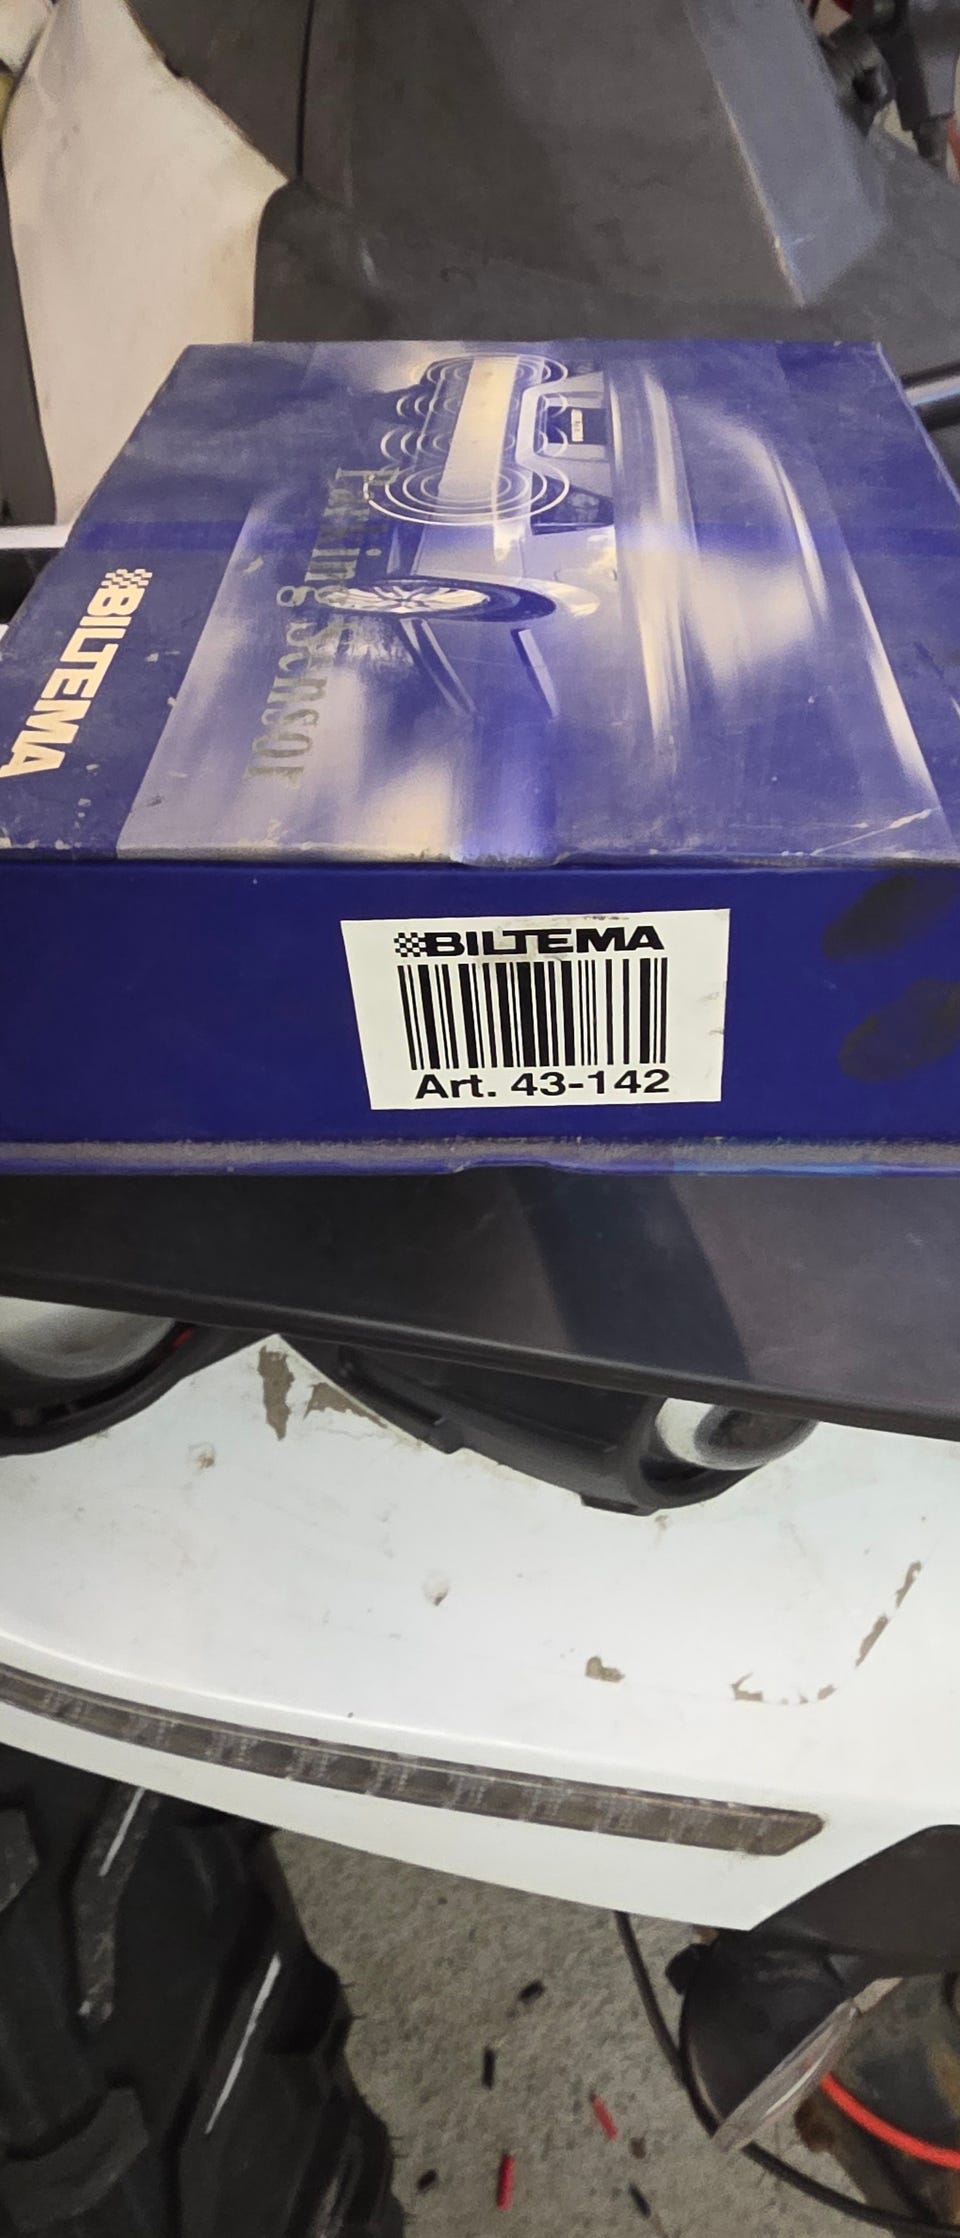 Parking Sensor
BILTEMA
BILTEMA
Art. 43-142